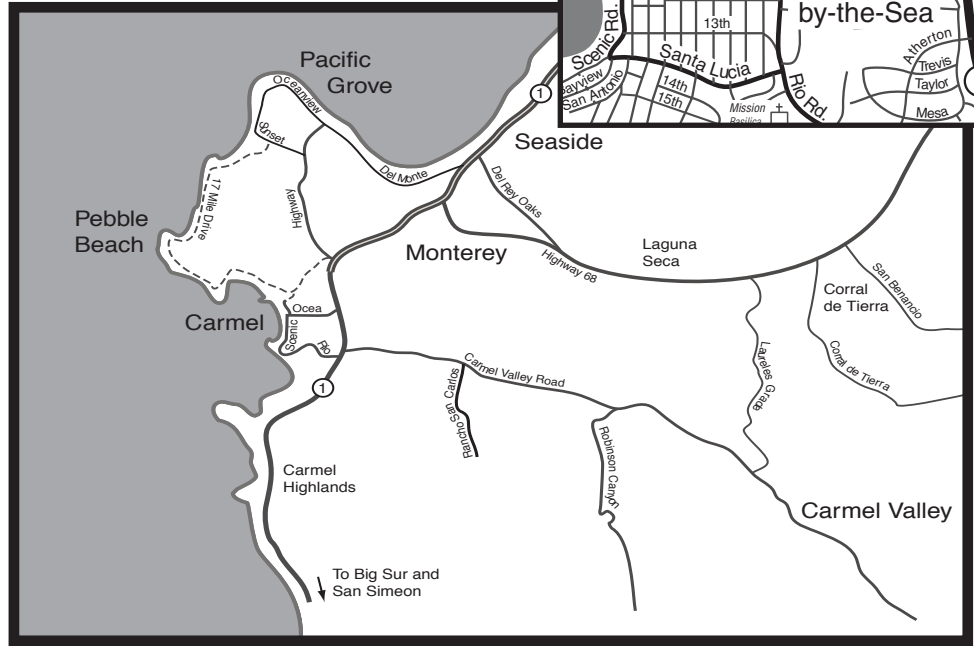 by-the-Sea
13th
Scenic Rd.
Santa Lucia
Atherton
Trevis
Taylor
Mesa
San Antonio
14th
15th
Mission
Rio Rd.
1
Pacific
Grove
Oceanview
Sunset
Seaside
Del Monte
Del Rey Oaks
17 Mile Drive
Highway
Pebble
Beach
Monterey
Highway 68
Laguna
Seca
San Benancio
Corral
de Tierra
Ocea
Carmel
Scenic
Rio
Corral de Tierra
Laureles Grade
Carmel Valley Road
Rancho San Carlos
1
Robinson Canyon
Carmel
Highlands
Carmel Valley
To Big Sur and
San Simeon